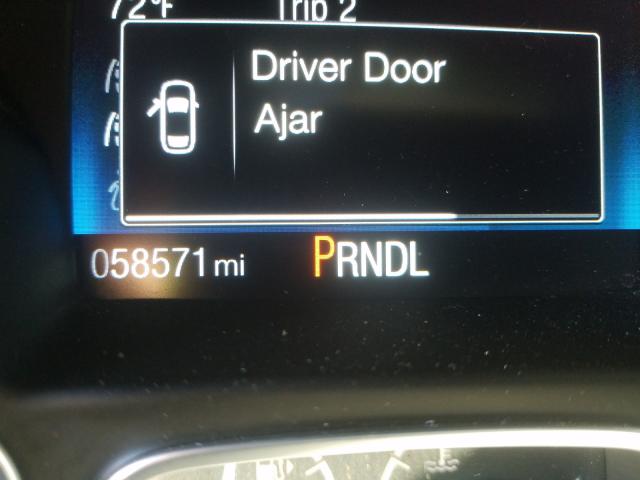 72°F Trip 2
Driver Door
Ajar
058571 mi PRNDL